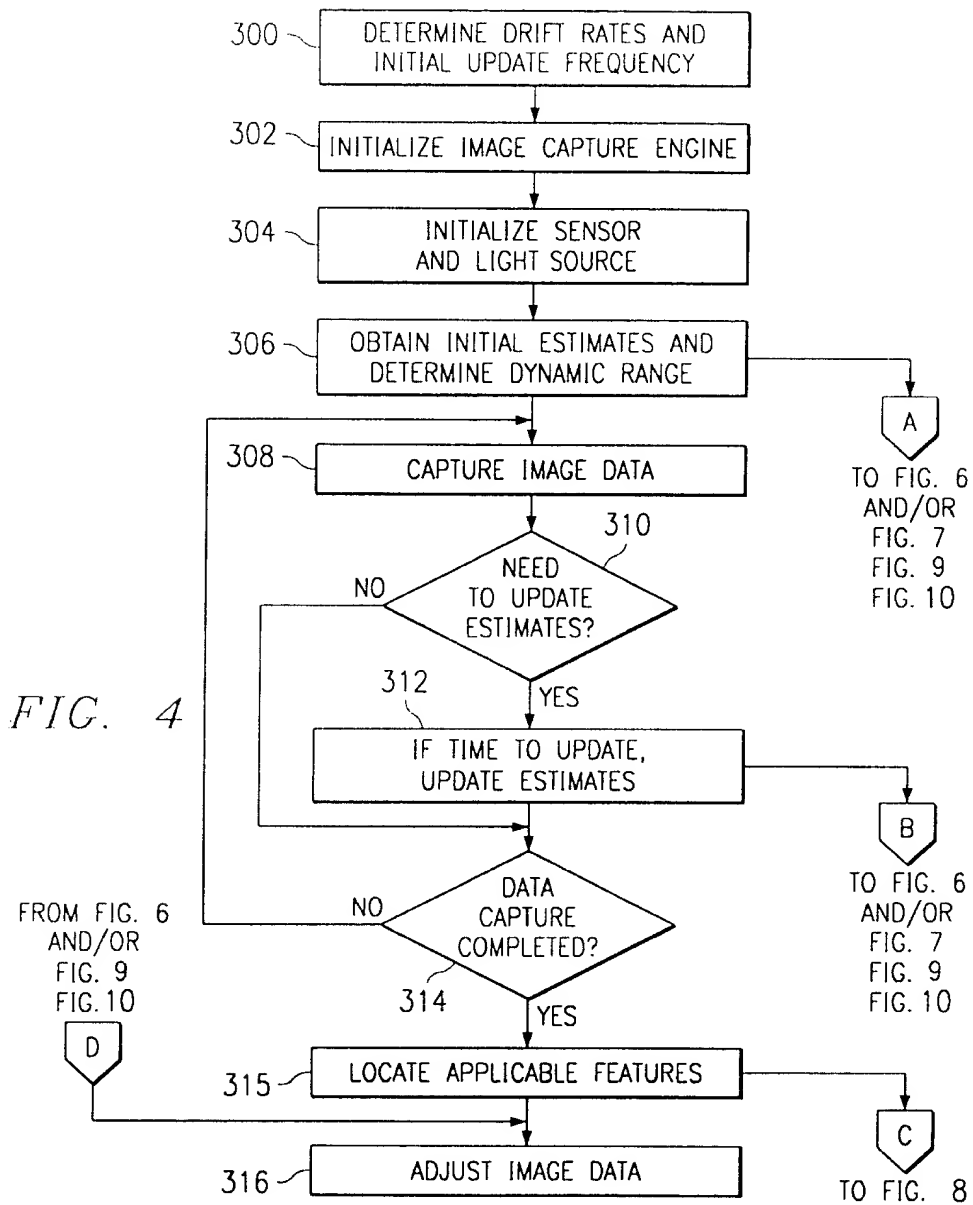 300
DETERMINE DRIFT RATES AND
INITIAL UPDATE FREQUENCY
302
INITIALIZE IMAGE CAPTURE ENGINE
304
INITIALIZE SENSOR
AND LIGHT SOURCE
306
OBTAIN INITIAL ESTIMATES AND
DETERMINE DYNAMIC RANGE
A
TO FIG. 6
AND/OR
FIG. 7
FIG. 9
FIG. 10
308
CAPTURE IMAGE DATA
310
NEED
TO UPDATE
ESTIMATES?
NO
YES
FIG. 4
312
IF TIME TO UPDATE,
UPDATE ESTIMATES
B
TO FIG. 6
AND/OR
FIG. 7
FIG. 9
FIG. 10
DATA
CAPTURE
COMPLETED?
NO
314
YES
FROM FIG. 6
AND/OR
FIG. 9
FIG. 10
D
315
LOCATE APPLICABLE FEATURES
C
TO FIG. 8
316
ADJUST IMAGE DATA